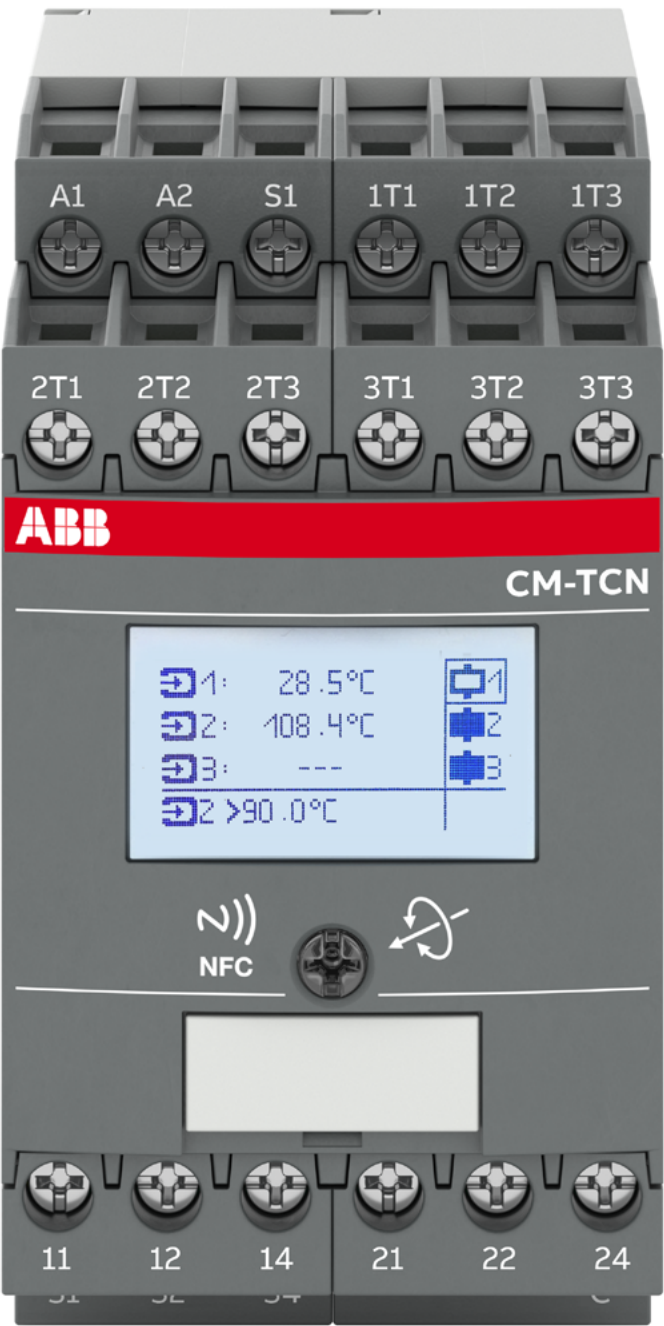 A1 A2 S1 1T1 1T2 1T3
2T1 2T2 2T3 3T1 3T2 3T3
ABB
CM-TCN
1: 28.5°C 1
2: 108.4°C 2
3: --- 3
2 >90.0°C
NFC
11 12 14 21 22 24